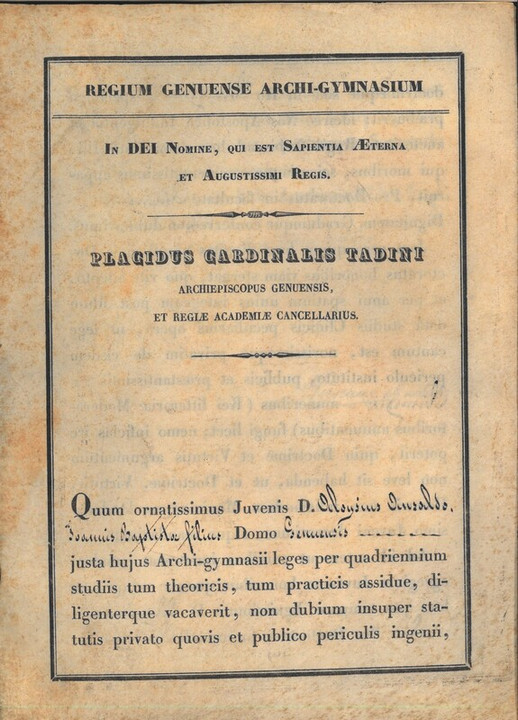 REGIUM GENUENSE ARCHI-GYMNASIUM
In DEI Nomine, qui est Sapientia Æterna
et Augustissimi Regis.
PLACIDUS CARDINALIS TADINI
ARCHIEPISCOPUS GENUENSIS,
ET REGIÆ ACADEMIÆ CANCELLARIUS.
Quum ornatissimus Juvenis D. Aloysius Ansaldo,
Joannis Baptistæ filius Domo Genuensis
justa hujus Archi-gymnasii leges per quadriennium
studiis tum theoricis, tum practicis assidue, di-
ligenterque vacaverit, non dubium insuper sta-
tutis privato quovis et publico periculis ingenii,